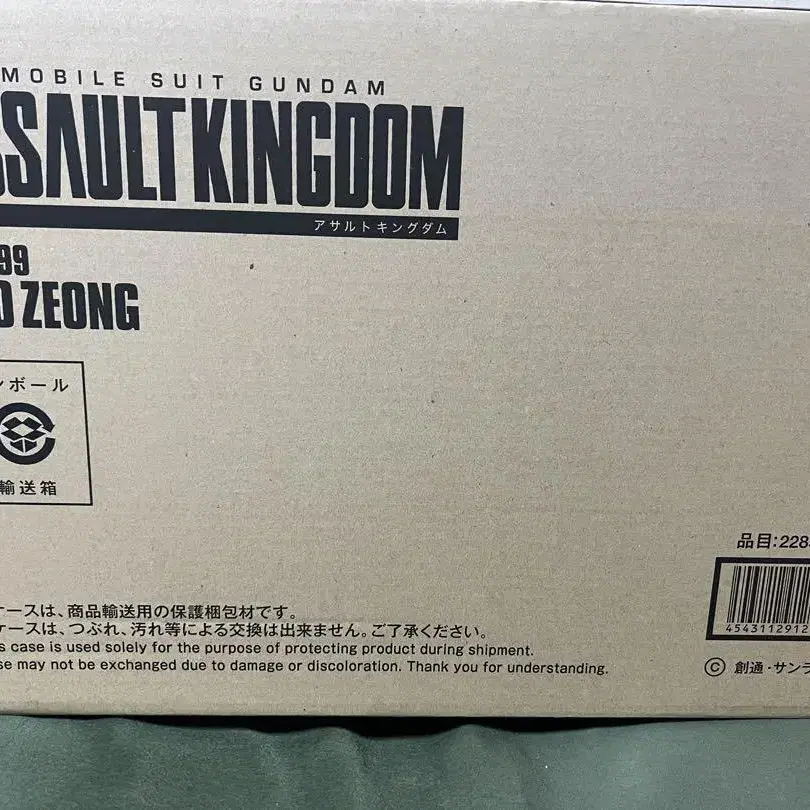 MOBILE SUIT GUNDAM
SSAULT KINGDOM
アサルト キングダム
99
ZEONG
ンボール
輸送箱
品目:228
ケースは、商品輸送用の保護梱包材です。
ケースは、つぶれ、汚れ等による交換は出来ません。ご了承ください。
s case is used solely for the purpose of protecting product during shipment.
se may not be exchanged due to damage or discoloration. Thank you for understanding.
4543112912
© 創通・サンラ